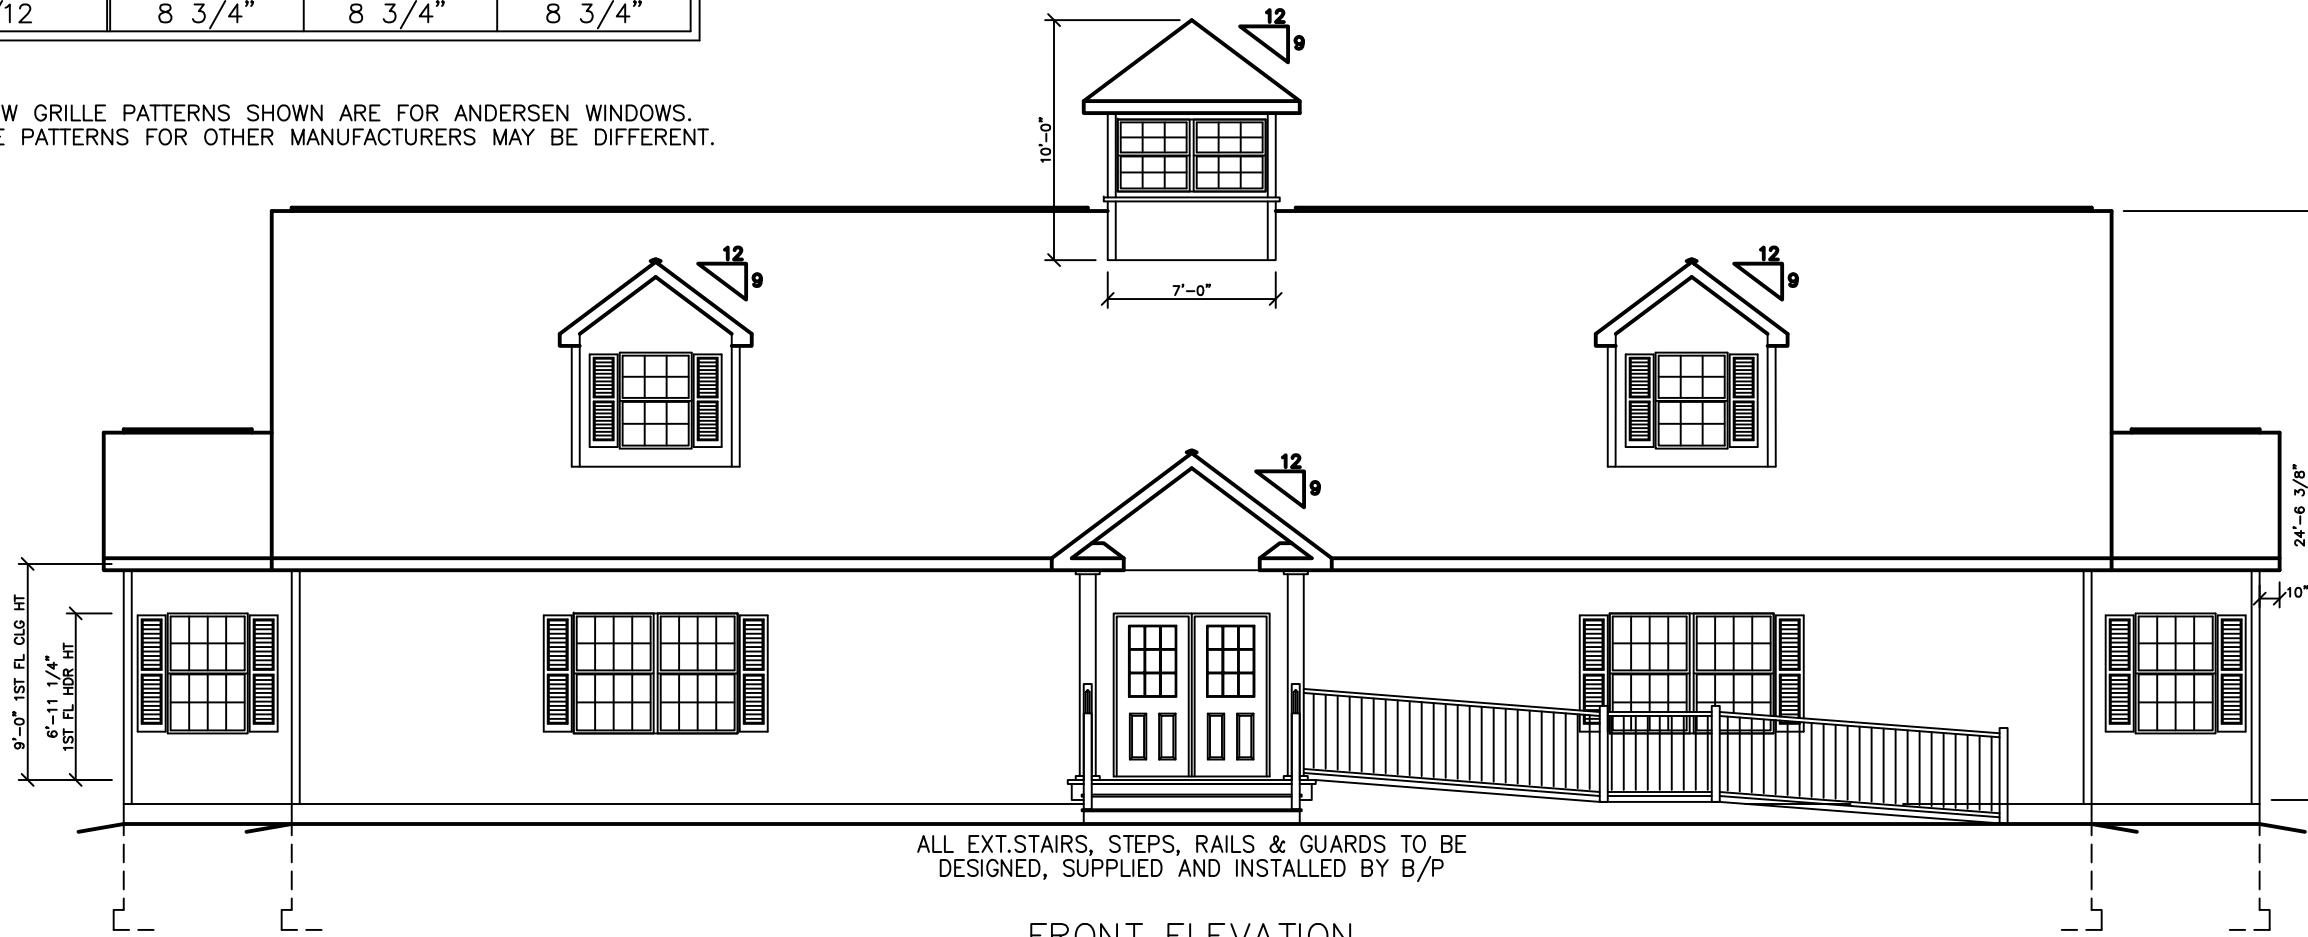 /12 8 3/4" 8 3/4" 8 3/4"
W GRILLE PATTERNS SHOWN ARE FOR ANDERSEN WINDOWS.
E PATTERNS FOR OTHER MANUFACTURERS MAY BE DIFFERENT.
12
9
10'-0"
7'-0"
12
9
12
9
12
9
24'-6 3/8"
10"
9'-0" 1ST FL CLG HT
6'-11 1/4"
1ST FL HDR HT
ALL EXT.STAIRS, STEPS, RAILS & GUARDS TO BE
DESIGNED, SUPPLIED AND INSTALLED BY B/P
FRONT ELEVATION